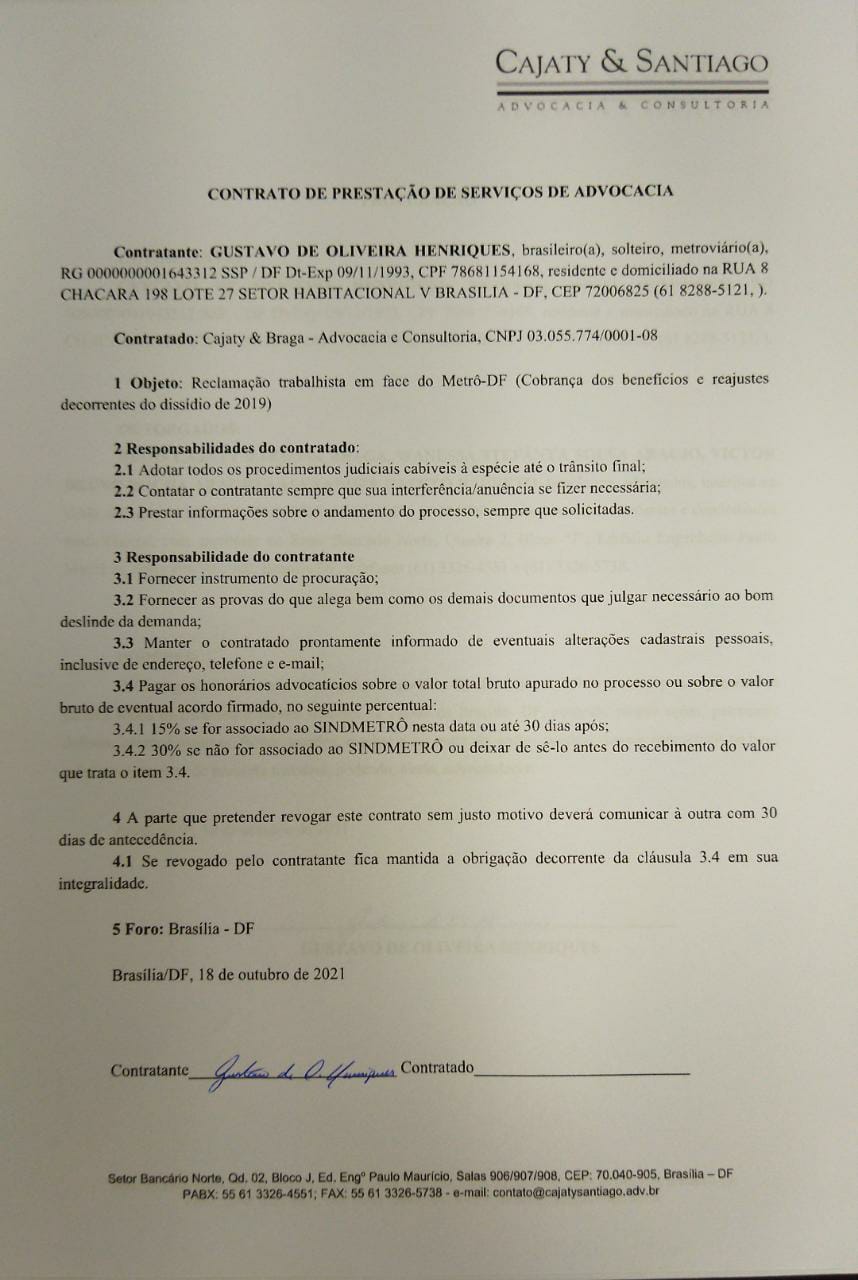 CAJATY & SANTIAGO
ADVOCACIA & CONSULTORIA
CONTRATO DE PRESTAÇÃO DE SERVIÇOS DE ADVOCACIA
Contratante: GUSTAVO DE OLIVEIRA HENRIQUES, brasileiro(a), solteiro, metroviário(a),
RG 0000000001643312 SSP / DF Dt-Exp 09/11/1993, CPF 78681154168, residente e domiciliado na RUA 8
CHACARA 198 LOTE 27 SETOR HABITACIONAL V BRASILIA - DF, CEP 72006825 (61 8288-5121, ).
Contratado: Cajaty & Braga - Advocacia e Consultoria, CNPJ 03.055.774/0001-08
1 Objeto: Reclamação trabalhista em face do Metrô-DF (Cobrança dos benefícios e reajustes
decorrentes do dissídio de 2019)
2 Responsabilidades do contratado:
2.1 Adotar todos os procedimentos judiciais cabíveis à espécie até o trânsito final;
2.2 Contatar o contratante sempre que sua interferência/anuência se fizer necessária;
2.3 Prestar informações sobre o andamento do processo, sempre que solicitadas.
3 Responsabilidade do contratante
3.1 Fornecer instrumento de procuração;
3.2 Fornecer as provas do que alega bem como os demais documentos que julgar necessário ao bom
deslinde da demanda;
3.3 Manter o contratado prontamente informado de eventuais alterações cadastrais pessoais,
inclusive de endereço, telefone e e-mail;
3.4 Pagar os honorários advocatícios sobre o valor total bruto apurado no processo ou sobre o valor
bruto de eventual acordo firmado, no seguinte percentual:
3.4.1 15% se for associado ao SINDMETRÔ nesta data ou até 30 dias após;
3.4.2 30% se não for associado ao SINDMETRÔ ou deixar de sê-lo antes do recebimento do valor
que trata o item 3.4.
4 A parte que pretender revogar este contrato sem justo motivo deverá comunicar à outra com 30
dias de antecedência.
4.1 Se revogado pelo contratante fica mantida a obrigação decorrente da cláusula 3.4 em sua
integralidade.
5 Foro: Brasília - DF
Brasília/DF, 18 de outubro de 2021
Contratante Gustavo de O. Henriques Contratado
Setor Bancário Norte, Qd. 02, Bloco J, Ed. Engº Paulo Maurício, Salas 906/907/908, CEP: 70.040-905, Brasília – DF
PABX: 55 61 3326-4551; FAX: 55 61 3326-5738 - e-mail: contato@cajatysantiago.adv.br